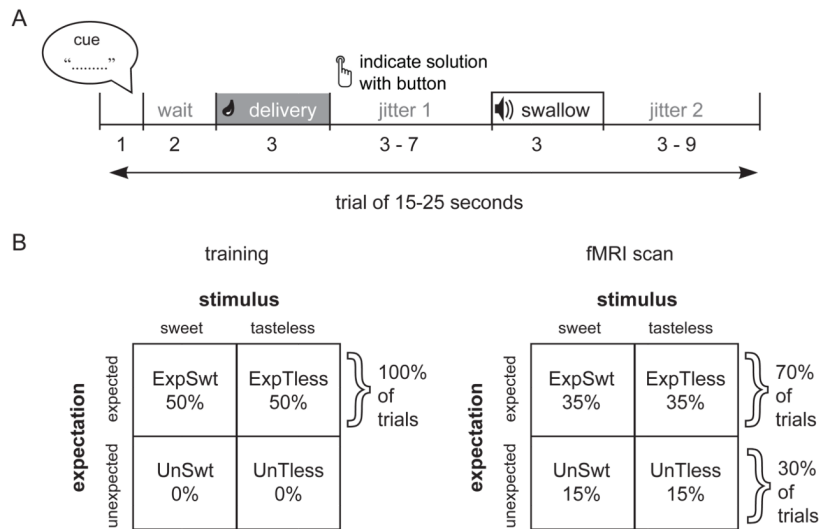 A
cue
“.........”
indicate solution
with button
wait
delivery
jitter 1
swallow
jitter 2
1
2
3
3 - 7
3
3 - 9
trial of 15-25 seconds
B
training
stimulus
sweet tasteless
expectation
expected
ExpSwt ExpTless
50% 50%
100%
of
trials
unexpected
UnSwt UnTless
0% 0%
fMRI scan
stimulus
sweet tasteless
expectation
expected
ExpSwt ExpTless
35% 35%
70%
of
trials
unexpected
UnSwt UnTless
15% 15%
30%
of
trials